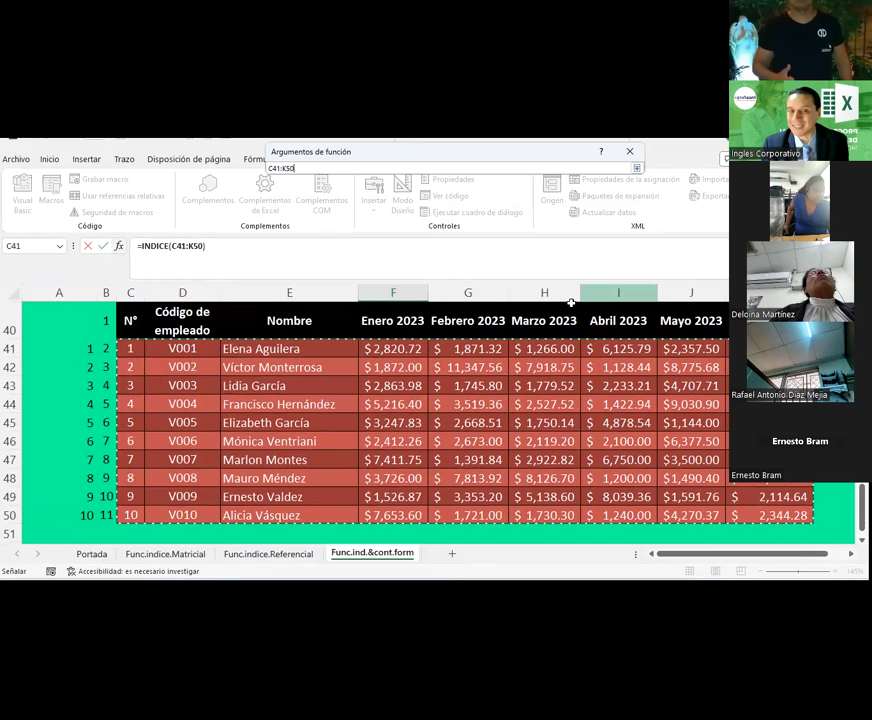 Argumentos de función ? ×
C41:K50
Archivo Inicio Insertar Trazo Disposición de página
Grabar macro
Usar referencias relativas
Seguridad de macros
Visual Basic
Macros
Código
Complementos
Complementos de Excel
Complementos COM
Complementos
Insertar
Modo Diseño
Propiedades
Ver código
Ejecutar cuadro de diálogo
Controles
Origen
Propiedades de la asignación
Paquetes de expansión
Actualizar datos
XML
C41 fx =INDICE(C41:K50)
A B C D E F G H I J
40 1 N° Código de empleado Nombre Enero 2023 Febrero 2023 Marzo 2023 Abril 2023 Mayo 2023
41 1 2 1 V001 Elena Aguilera $2,820.72 $ 1,871.32 $ 1,266.00 $ 6,125.79 $2,357.50
42 2 3 2 V002 Víctor Monterrosa $1,872.00 $ 11,347.56 $ 7,918.75 $ 1,128.44 $8,775.68
43 3 4 3 V003 Lidia García $2,863.98 $ 1,745.80 $ 1,779.52 $ 2,233.21 $4,707.71
44 4 5 4 V004 Francisco Hernández $5,216.40 $ 3,519.36 $ 2,527.52 $ 1,422.94 $9,030.90
45 5 6 5 V005 Elizabeth García $3,247.83 $ 2,668.51 $ 1,750.14 $ 4,878.54 $1,144.00
46 6 7 6 V006 Mónica Ventriani $2,412.26 $ 2,673.00 $ 2,119.20 $ 2,100.00 $6,377.50
47 7 8 7 V007 Marlon Montes $7,411.75 $ 1,391.84 $ 2,922.82 $ 6,750.00 $3,500.00
48 8 9 8 V008 Mauro Méndez $3,726.00 $ 7,813.92 $ 8,126.70 $ 1,200.00 $1,490.40
49 9 10 9 V009 Ernesto Valdez $1,526.87 $ 3,353.20 $ 5,138.60 $ 8,039.36 $1,591.76 $ 2,114.64
50 10 11 10 V010 Alicia Vásquez $7,653.60 $ 1,721.00 $ 1,730.30 $ 1,240.00 $4,270.37 $ 2,344.28
51
Portada Func.indice.Matricial Func.indice.Referencial Func.ind.&cont.form
Señalar Accesibilidad: es necesario investigar 145%
Ingles Corporativo
Deloina Martínez
Rafael Antonio Díaz Mejía
Ernesto Bram
Ernesto Bram